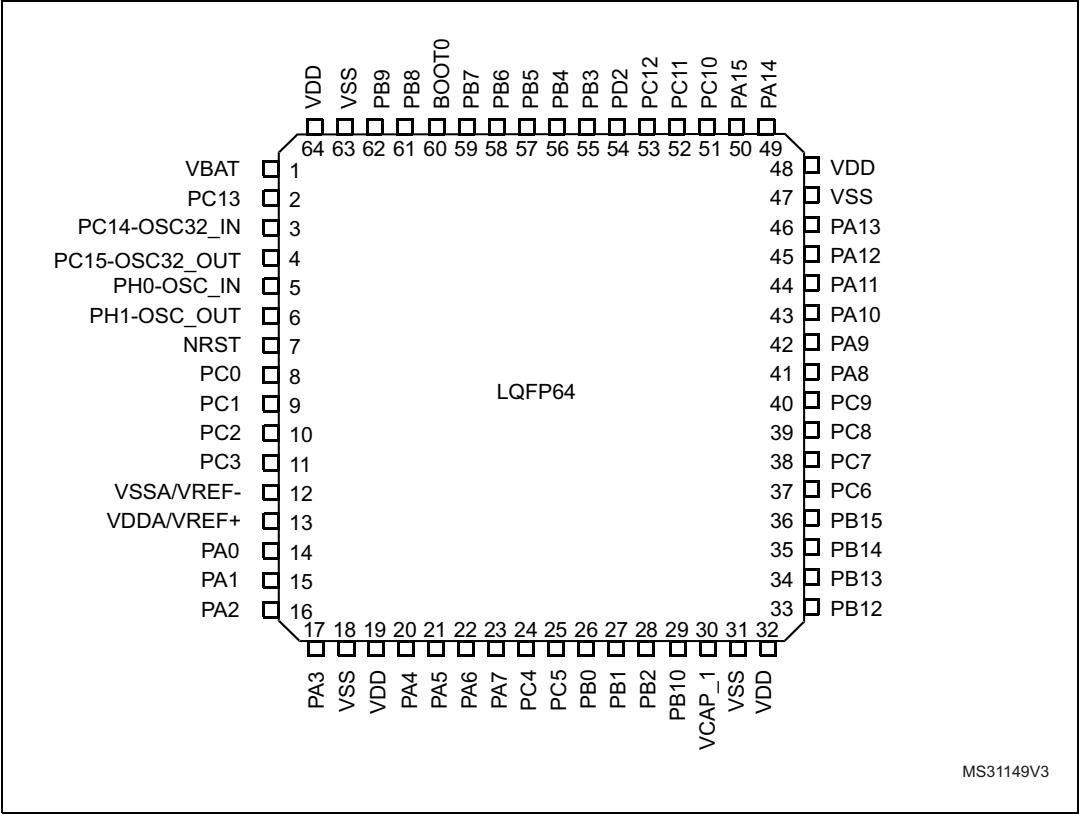 VDD VSS PB9 PB8 BOOT0 PB7 PB6 PB5 PB4 PB3 PD2 PC12 PC11 PC10 PA15 PA14
64 63 62 61 60 59 58 57 56 55 54 53 52 51 50 49
VBAT 1 48 VDD
PC13 2 47 VSS
PC14-OSC32_IN 3 46 PA13
PC15-OSC32_OUT 4 45 PA12
PH0-OSC_IN 5 44 PA11
PH1-OSC_OUT 6 43 PA10
NRST 7 42 PA9
PC0 8 41 PA8
LQFP64
PC1 9 40 PC9
PC2 10 39 PC8
PC3 11 38 PC7
VSSA/VREF- 12 37 PC6
VDDA/VREF+ 13 36 PB15
PA0 14 35 PB14
PA1 15 34 PB13
PA2 16 33 PB12
17 18 19 20 21 22 23 24 25 26 27 28 29 30 31 32
PA3 VSS VDD PA4 PA5 PA6 PA7 PC4 PC5 PB0 PB1 PB2 PB10 VCAP_1 VSS VDD
MS31149V3